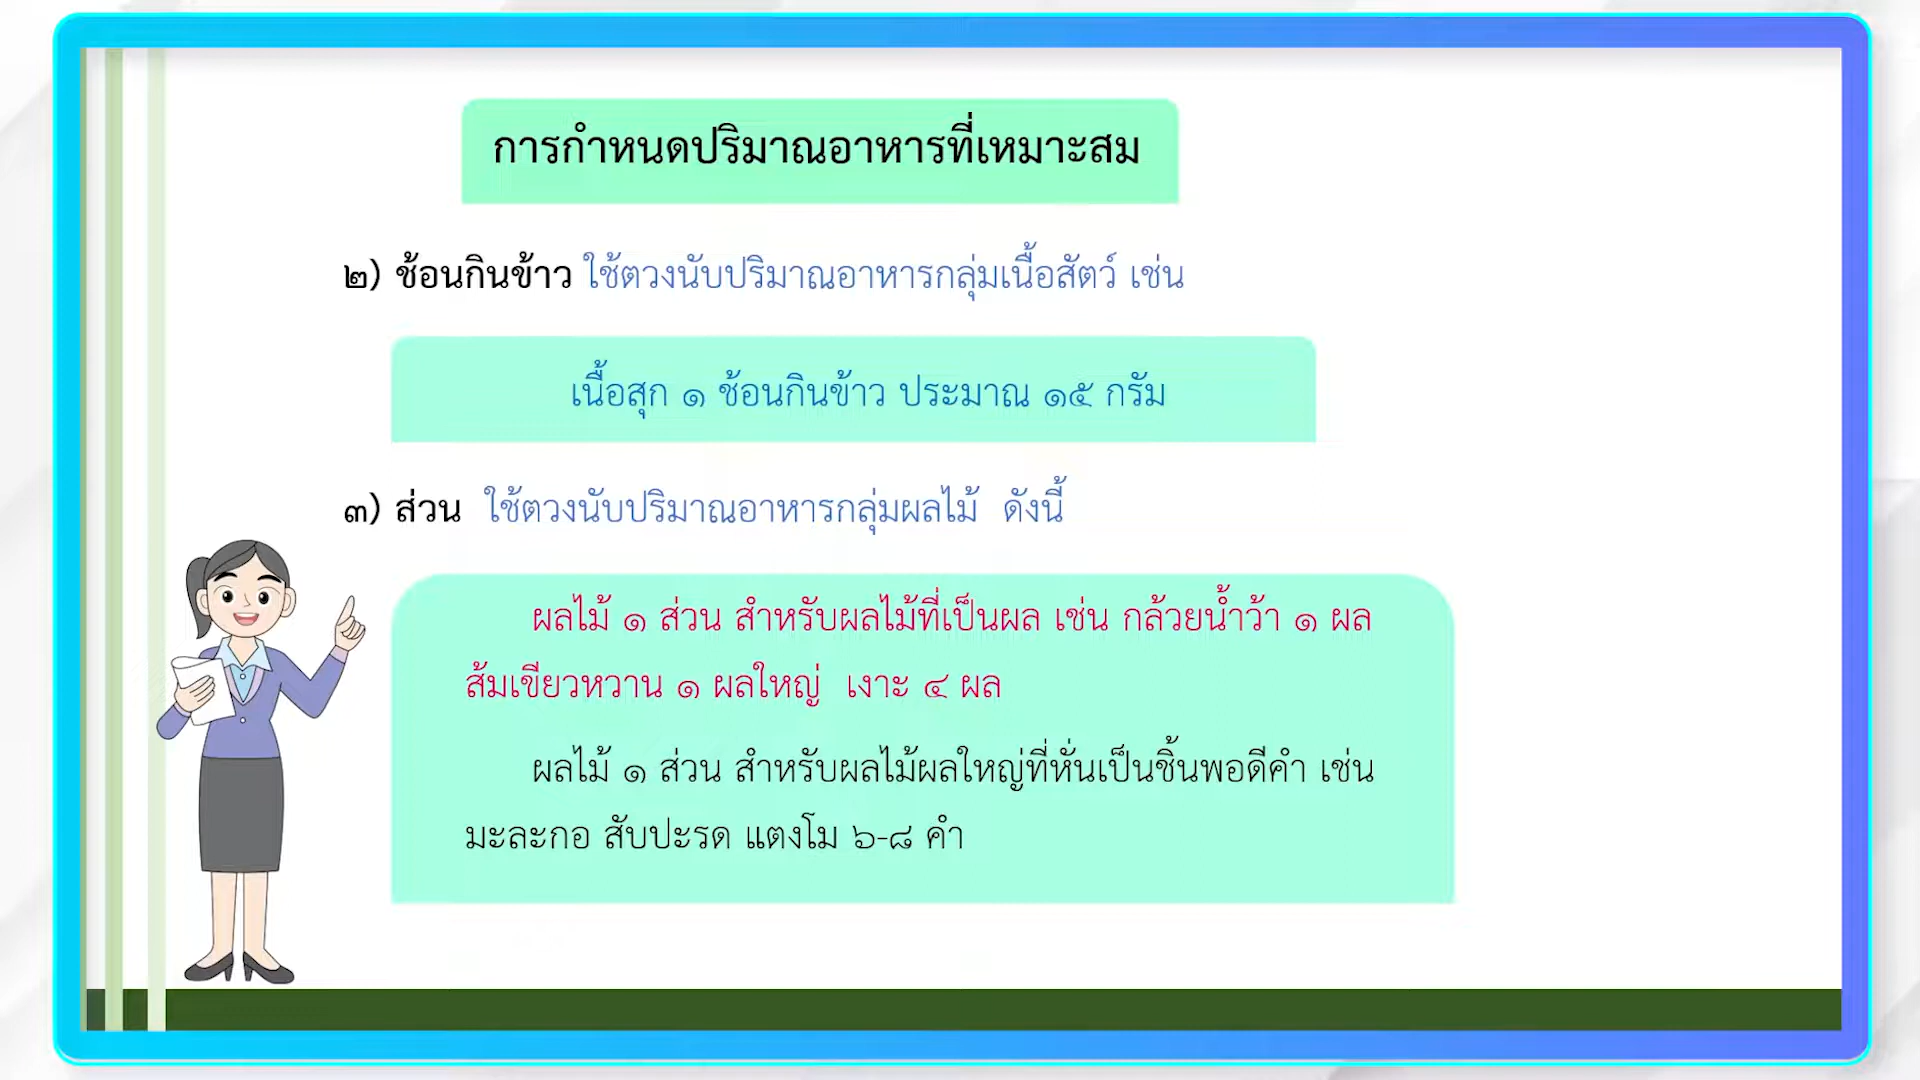 การกำหนดปริมาณอาหารที่เหมาะสม
๒) ช้อนกินข้าว ใช้ตวงนับปริมาณอาหารกลุ่มเนื้อสัตว์ เช่น
เนื้อสุก ๑ ช้อนกินข้าว ประมาณ ๑๕ กรัม
๓) ส่วน ใช้ตวงนับปริมาณอาหารกลุ่มผลไม้ ดังนี้
ผลไม้ ๑ ส่วน สำหรับผลไม้ที่เป็นผล เช่น กล้วยน้ำว้า ๑ ผล
ส้มเขียวหวาน ๑ ผลใหญ่ เงาะ ๔ ผล
ผลไม้ ๑ ส่วน สำหรับผลไม้ผลใหญ่ที่หั่นเป็นชิ้นพอดีคำ เช่น
มะละกอ สับปะรด แตงโม ๖-๘ คำ